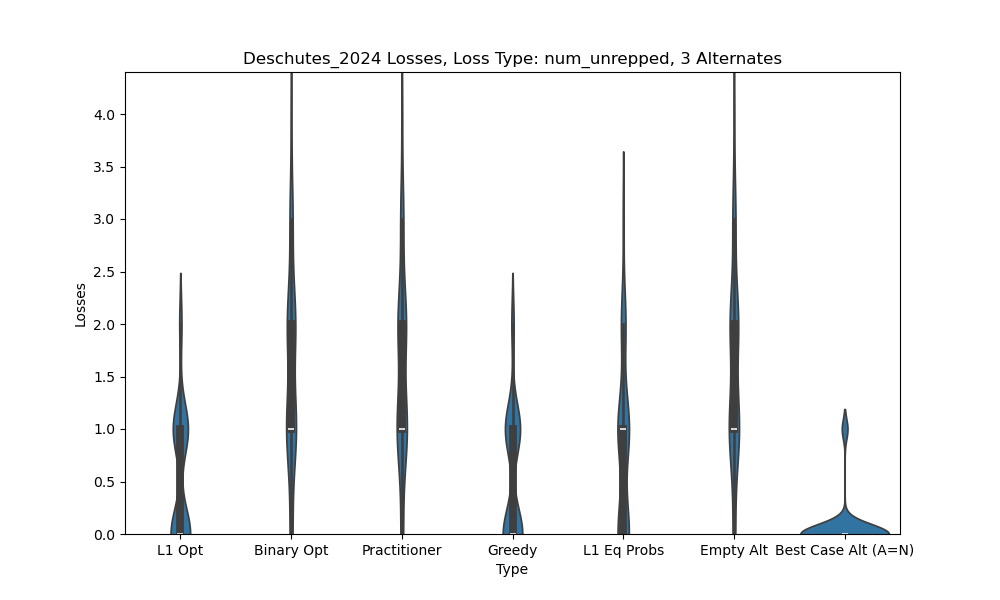 Deschutes_2024 Losses, Loss Type: num_unrepped, 3 Alternates
4.0
3.5
3.0
2.5
2.0
1.5
1.0
0.5
0.0
Losses
L1 Opt Binary Opt Practitioner Greedy L1 Eq Probs Empty Alt Best Case Alt (A=N)
Type